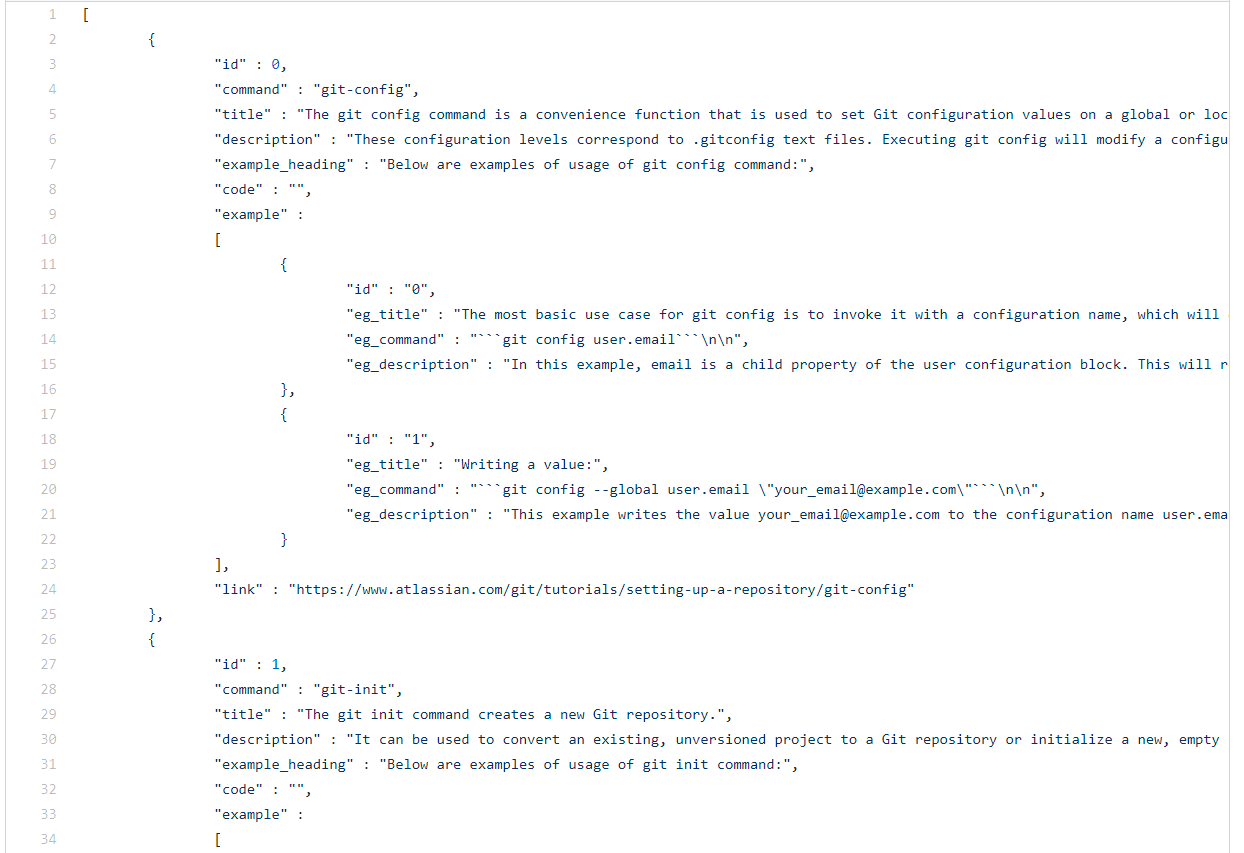 1 [
2 {
3 "id" : 0,
4 "command" : "git-config",
5 "title" : "The git config command is a convenience function that is used to set Git configuration values on a global or loc
6 "description" : "These configuration levels correspond to .gitconfig text files. Executing git config will modify a configu
7 "example_heading" : "Below are examples of usage of git config command:",
8 "code" : "",
9 "example" :
10 [
11 {
12 "id" : "0",
13 "eg_title" : "The most basic use case for git config is to invoke it with a configuration name, which will
14 "eg_command" : "```git config user.email```\n\n",
15 "eg_description" : "In this example, email is a child property of the user configuration block. This will r
16 },
17 {
18 "id" : "1",
19 "eg_title" : "Writing a value:",
20 "eg_command" : "```git config --global user.email \"your_email@example.com\"```\n\n",
21 "eg_description" : "This example writes the value your_email@example.com to the configuration name user.ema
22 }
23 ],
24 "link" : "https://www.atlassian.com/git/tutorials/setting-up-a-repository/git-config"
25 },
26 {
27 "id" : 1,
28 "command" : "git-init",
29 "title" : "The git init command creates a new Git repository.",
30 "description" : "It can be used to convert an existing, unversioned project to a Git repository or initialize a new, empty
31 "example_heading" : "Below are examples of usage of git init command:",
32 "code" : "",
33 "example" :
34 [